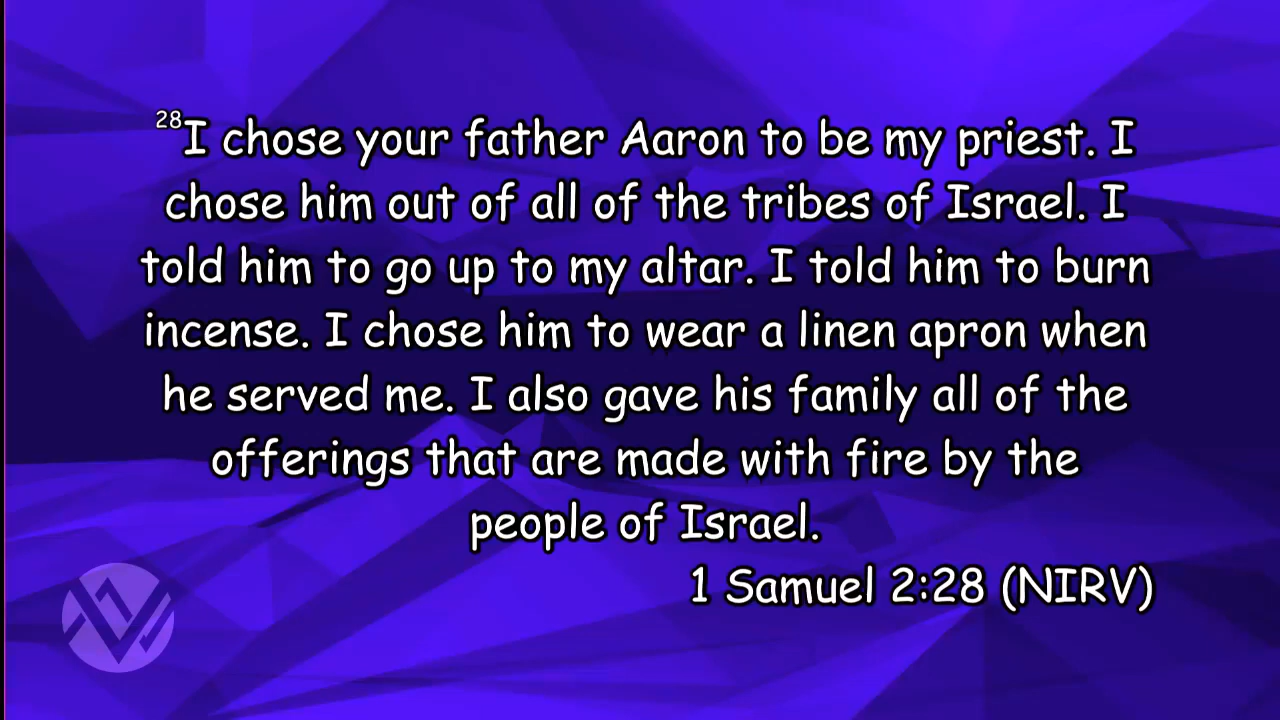 28I chose your father Aaron to be my priest. I
chose him out of all of the tribes of Israel. I
told him to go up to my altar. I told him to burn
incense. I chose him to wear a linen apron when
he served me. I also gave his family all of the
offerings that are made with fire by the
people of Israel.
1 Samuel 2:28 (NIRV)